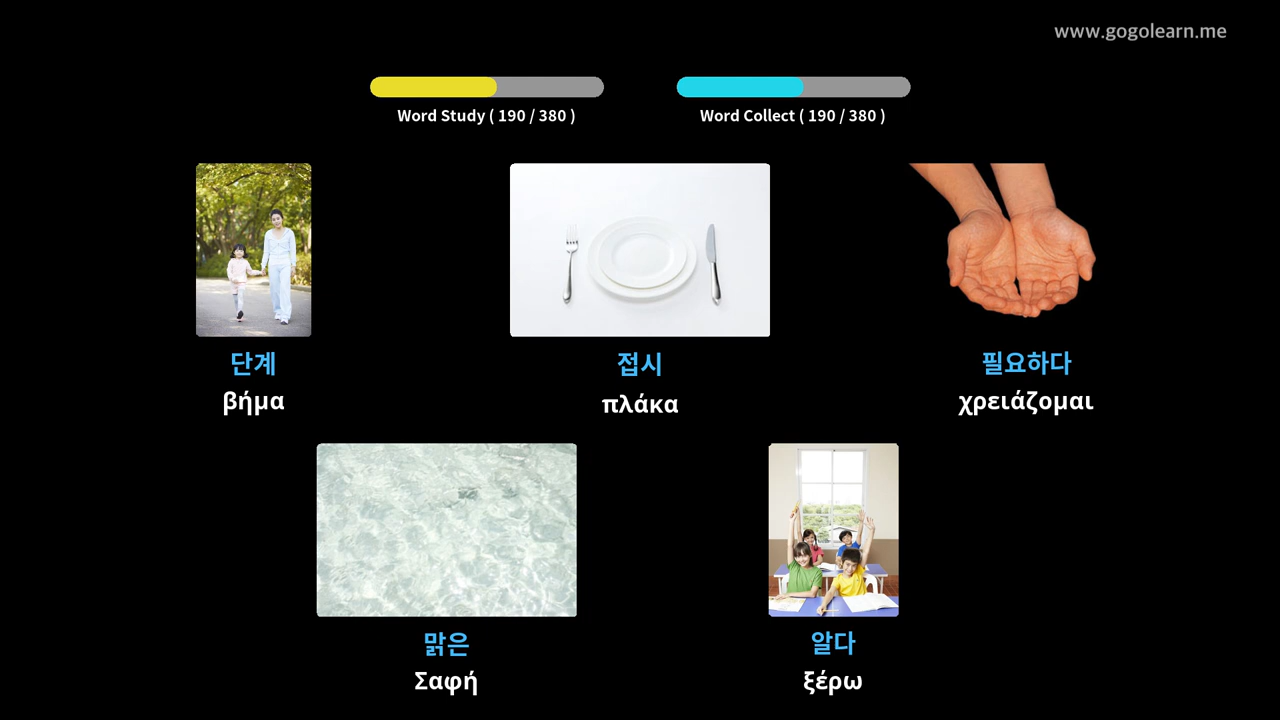 www.gogolearn.me
Word Study ( 190 / 380 )
Word Collect ( 190 / 380 )
단계
βήμα
접시
πλάκα
필요하다
χρειάζομαι
맑은
Σαφή
알다
ξέρω